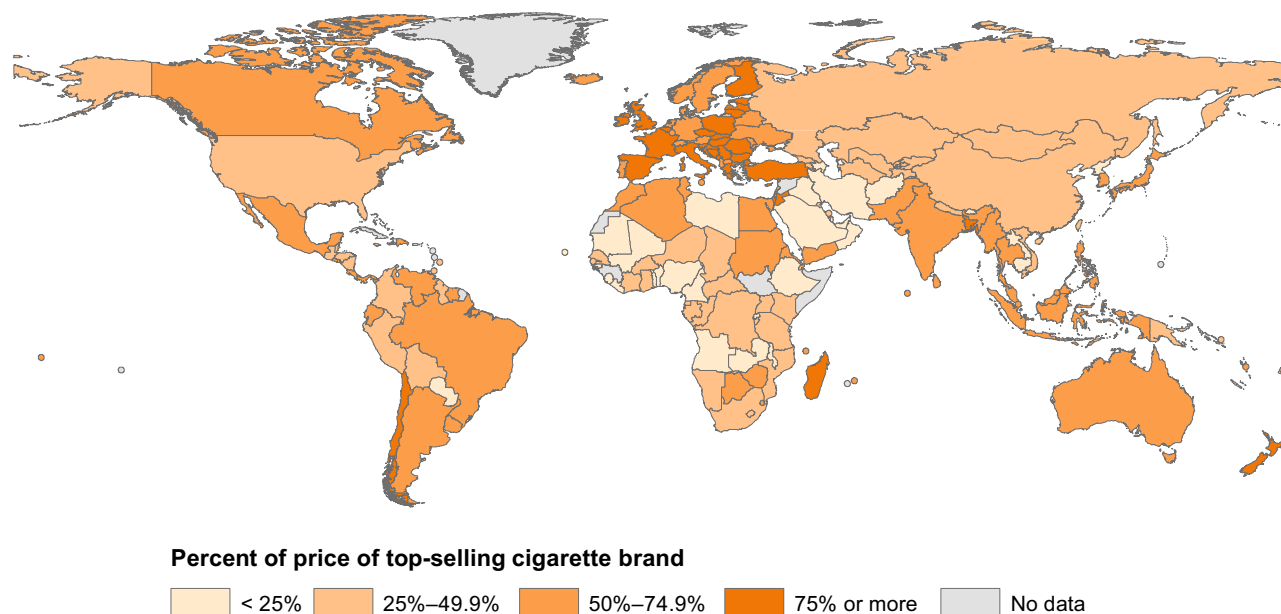 Percent of price of top-selling cigarette brand
< 25% 25%–49.9% 50%–74.9% 75% or more No data